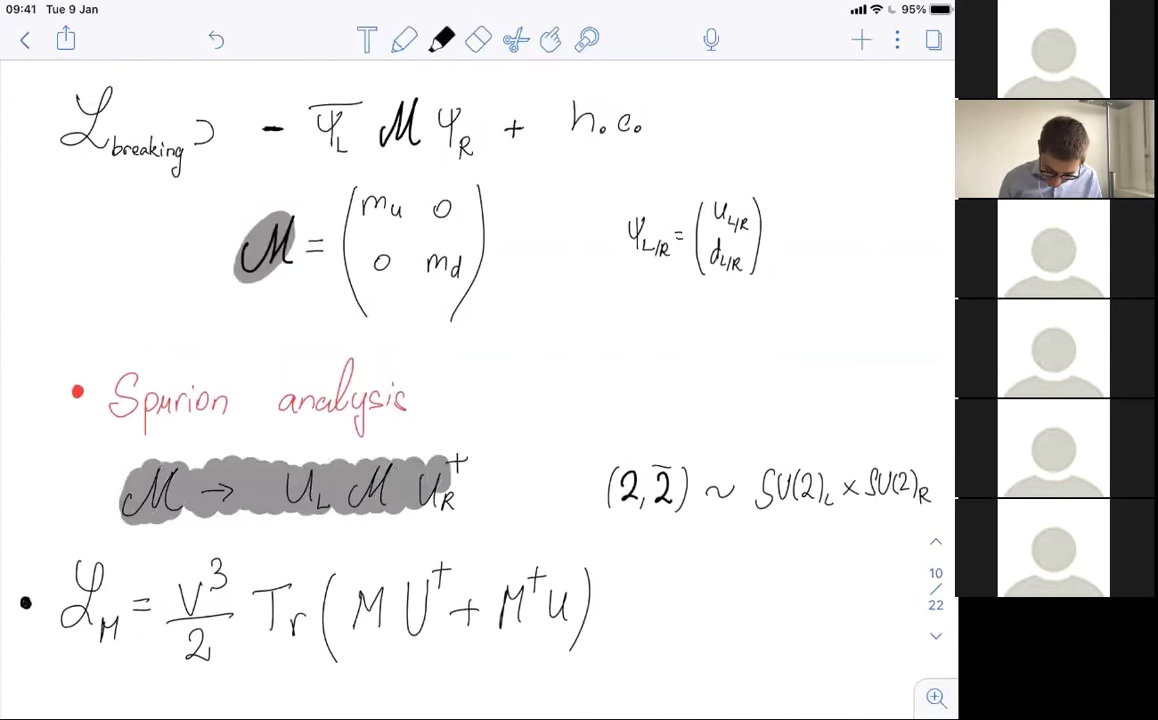 09:41 Tue 9 Jan 95%
T
ℒ_breaking ⊃ - ψ̄_L ℳ ψ_R + h.c.
ℳ = (m_u 0
0 m_d)
ψ_L/R = (u_L/R
d_L/R)
• Spurion analysis
ℳ → U_L ℳ U_R^†
(2, 2̄) ~ SU(2)_L × SU(2)_R
• ℒ_M = V³/2 Tr(M U^† + M^† U)
10
/
22